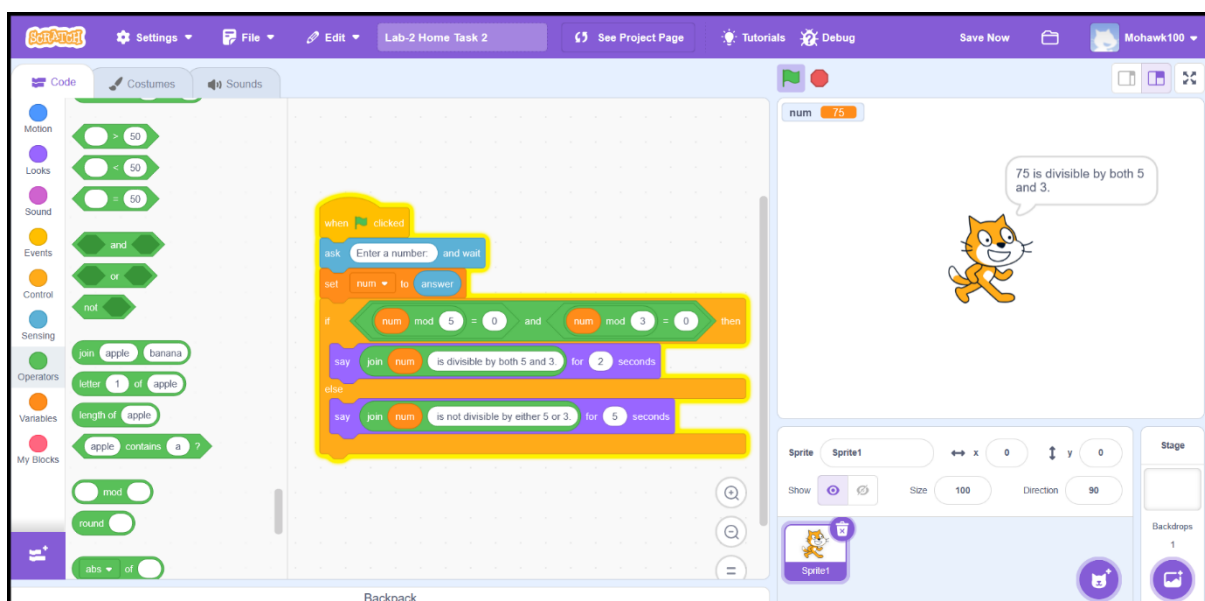 SCRATCH Settings File Edit Lab-2 Home Task 2 See Project Page Tutorials Debug Save Now Mohawk100
Code Costumes Sounds
Motion
Looks
Sound
Events
Control
Sensing
Operators
Variables
My Blocks
> 50
< 50
= 50
and
or
not
join apple banana
letter 1 of apple
length of apple
apple contains a ?
mod
round
abs of
when clicked
ask Enter a number: and wait
set num to answer
if num mod 5 = 0 and num mod 3 = 0 then
say join num is divisible by both 5 and 3. for 2 seconds
else
say join num is not divisible by either 5 or 3. for 5 seconds
Backpack
num 75
75 is divisible by both 5
and 3.
Sprite Sprite1 x 0 y 0
Show Size 100 Direction 90
Sprite1
Stage
Backdrops
1